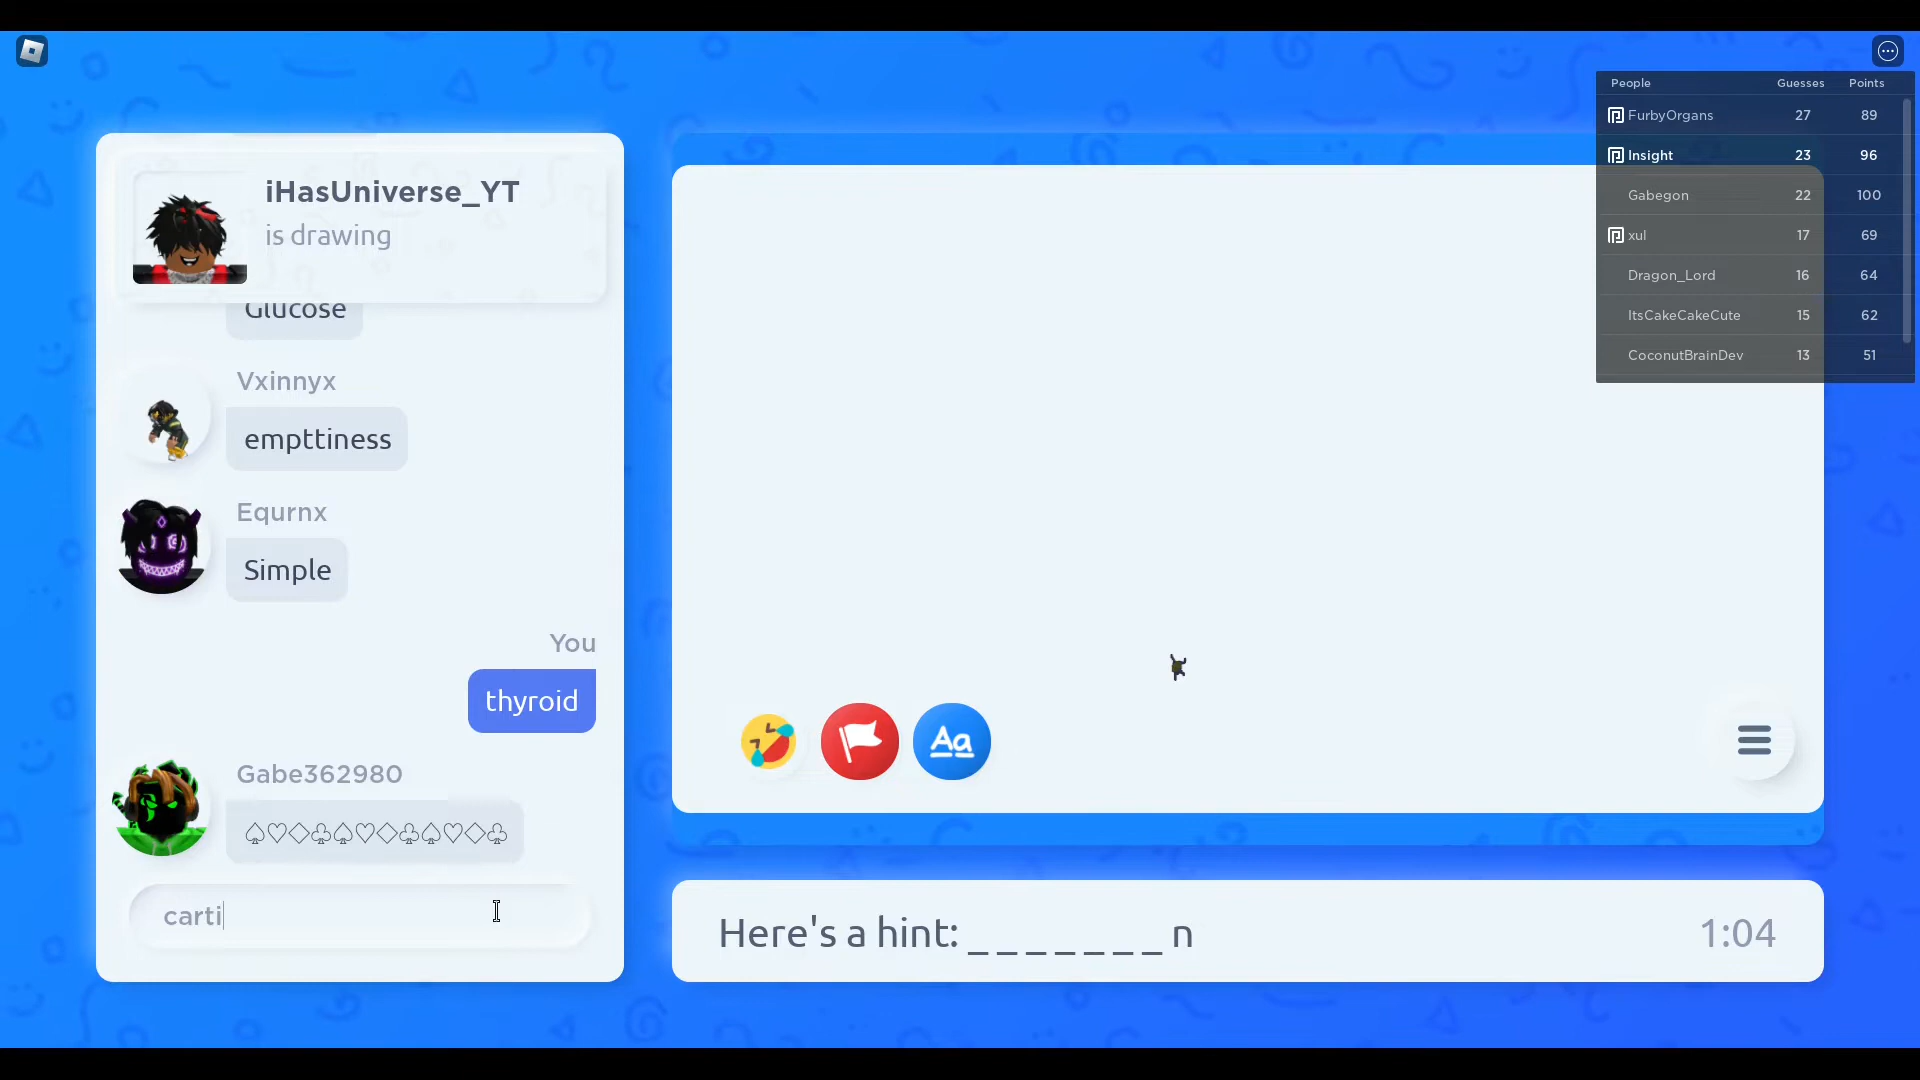 People Guesses Points
FurbyOrgans 27 89
Insight 23 96
Gabegon 22 100
xul 17 69
Dragon_Lord 16 64
ItsCakeCakeCute 15 62
CoconutBrainDev 13 51
iHasUniverse_YT
is drawing
Glucose
Vxinnyx
empttiness
Equrnx
Simple
You
thyroid
Gabe362980
♤♡♢♧♤♡♢♧♤♡♢♧
carti
Aa
Here's a hint: _ _ _ _ _ _ _ n 1:04